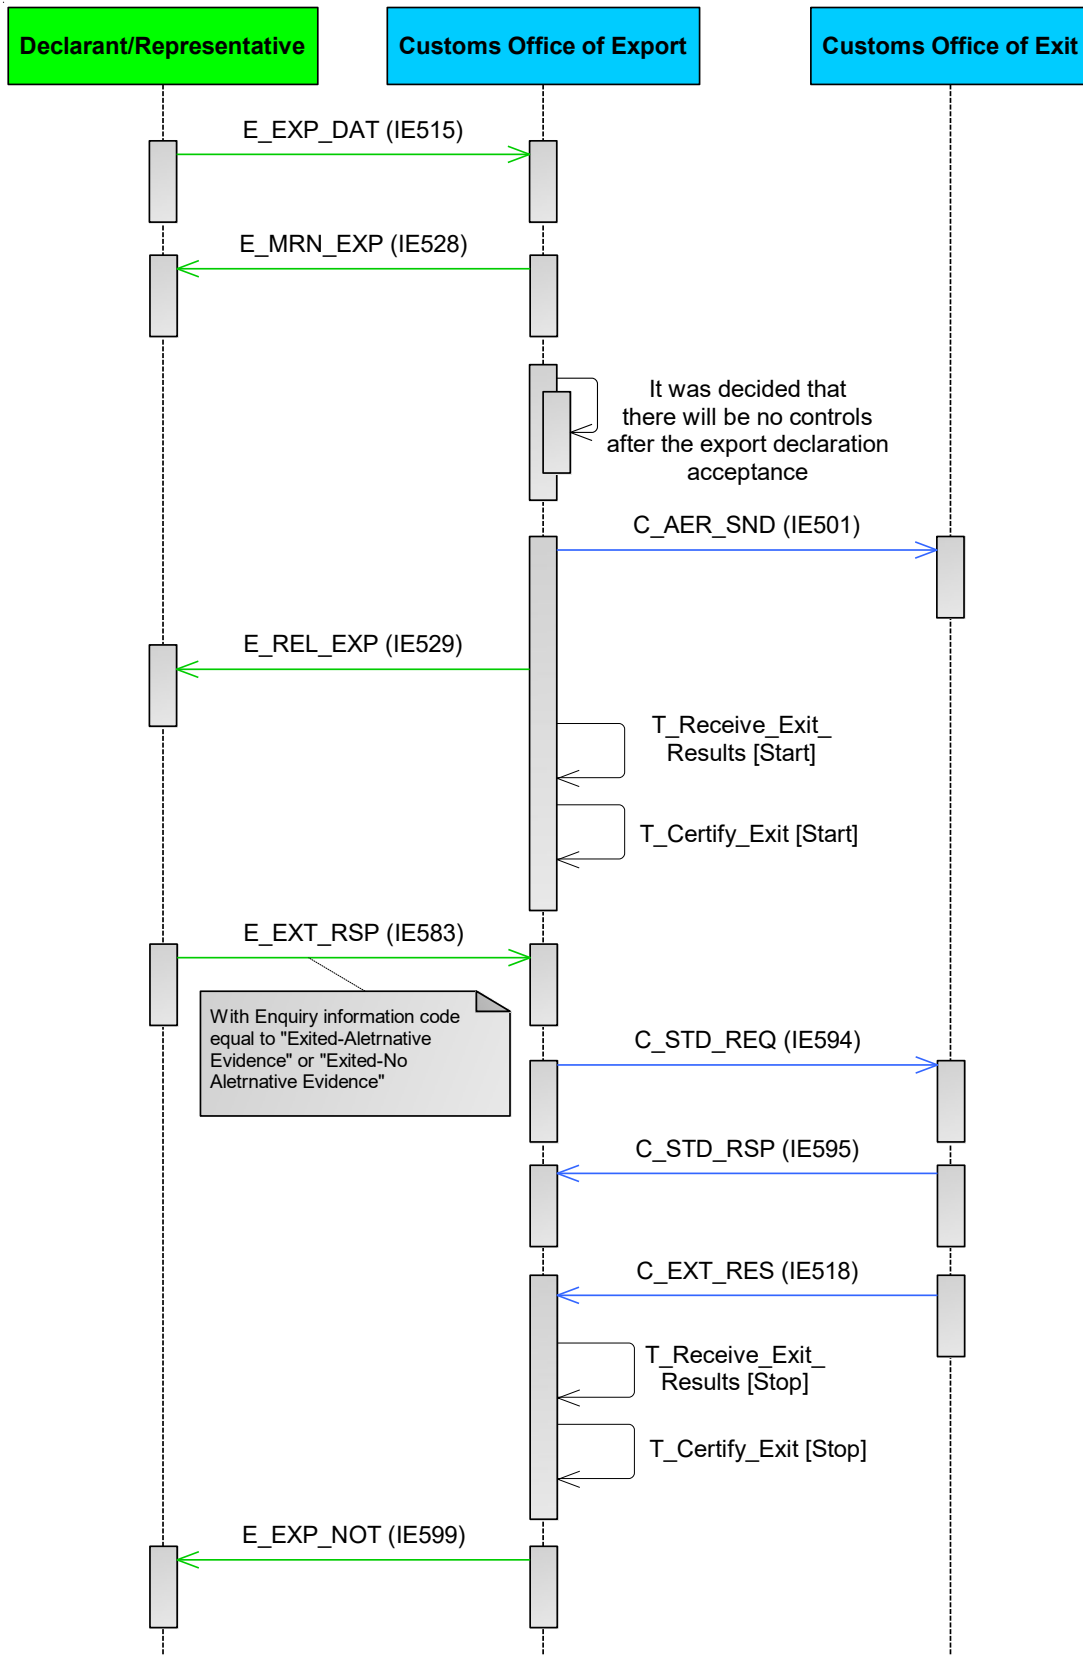 Declarant/Representative
Customs Office of Export
Customs Office of Exit
E_EXP_DAT (IE515)
E_MRN_EXP (IE528)
It was decided that
there will be no controls
after the export declaration
acceptance
C_AER_SND (IE501)
E_REL_EXP (IE529)
T_Receive_Exit_
Results [Start]
T_Certify_Exit [Start]
E_EXT_RSP (IE583)
With Enquiry information code
equal to "Exited-Aletrnative
Evidence" or "Exited-No
Aletrnative Evidence"
C_STD_REQ (IE594)
C_STD_RSP (IE595)
C_EXT_RES (IE518)
T_Receive_Exit_
Results [Stop]
T_Certify_Exit [Stop]
E_EXP_NOT (IE599)